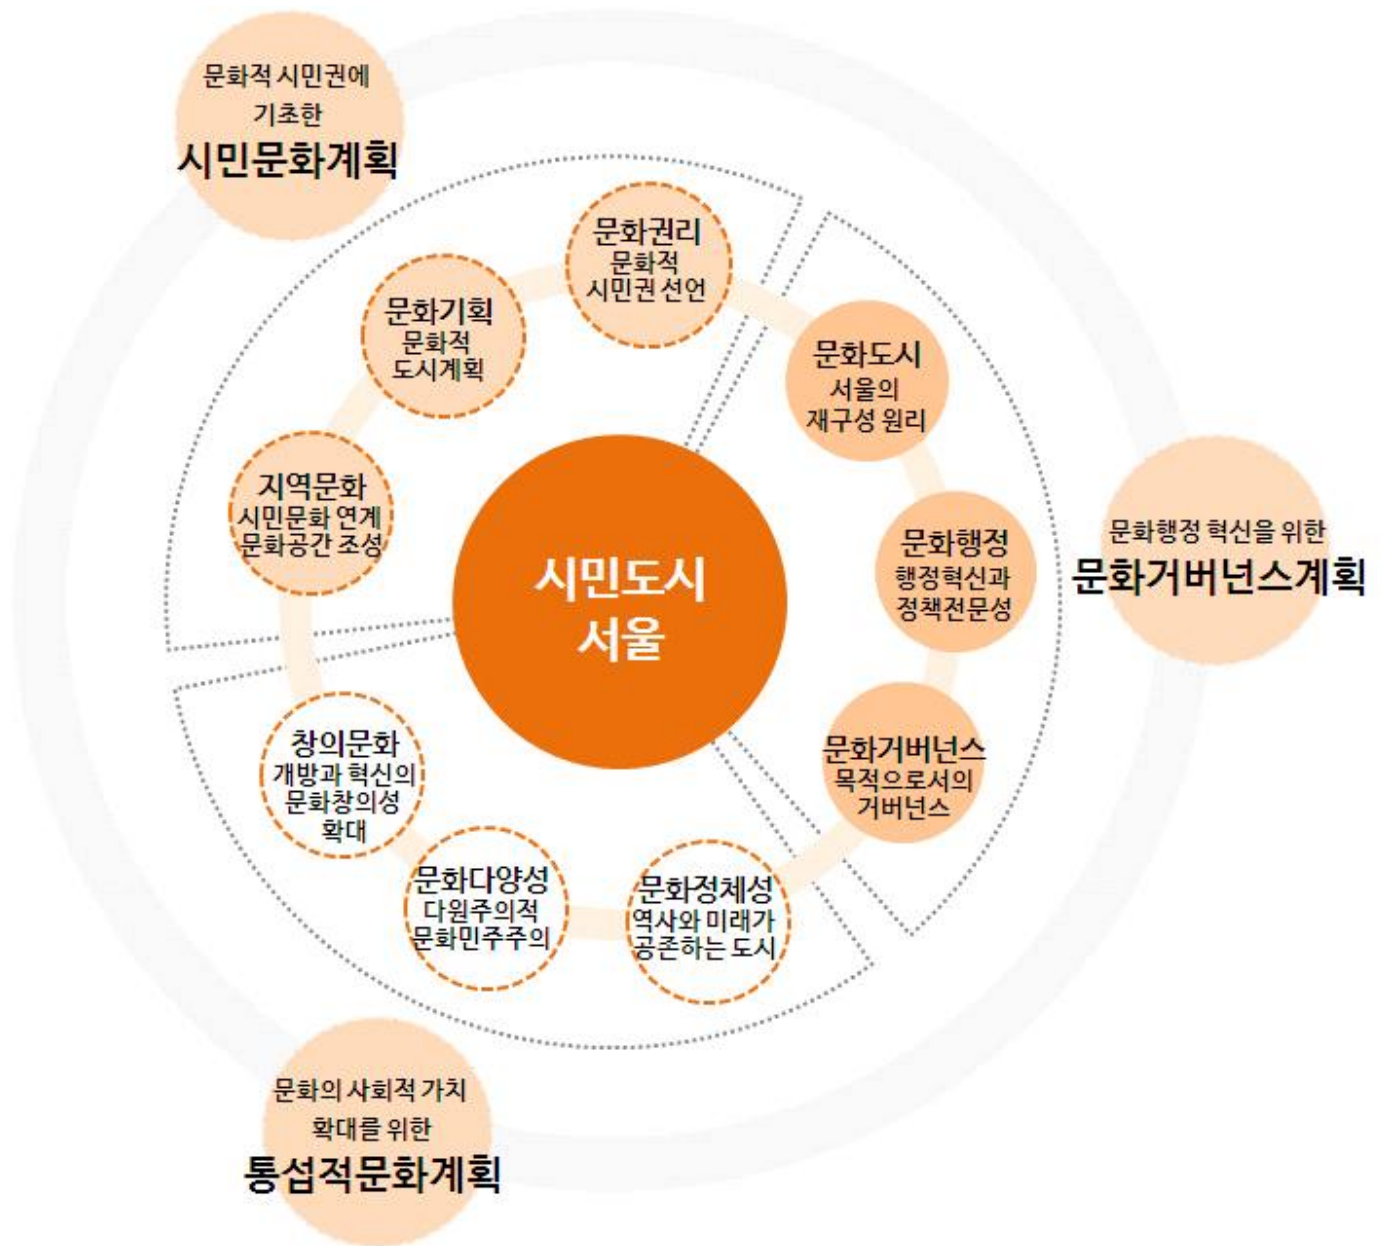 문화적 시민권에
기초한
시민문화계획
문화권리
문화적
시민권 선언
문화기획
문화적
도시계획
지역문화
시민문화 연계
문화공간 조성
문화도시
서울의
재구성 원리
문화행정
행정혁신과
정책전문성
문화거버넌스
목적으로서의
거버넌스
문화행정 혁신을 위한
문화거버넌스계획
시민도시
서울
창의문화
개방과 혁신의
문화창의성
확대
문화다양성
다원주의적
문화민주주의
문화정체성
역사와 미래가
공존하는 도시
문화의 사회적 가치
확대를 위한
통섭적문화계획